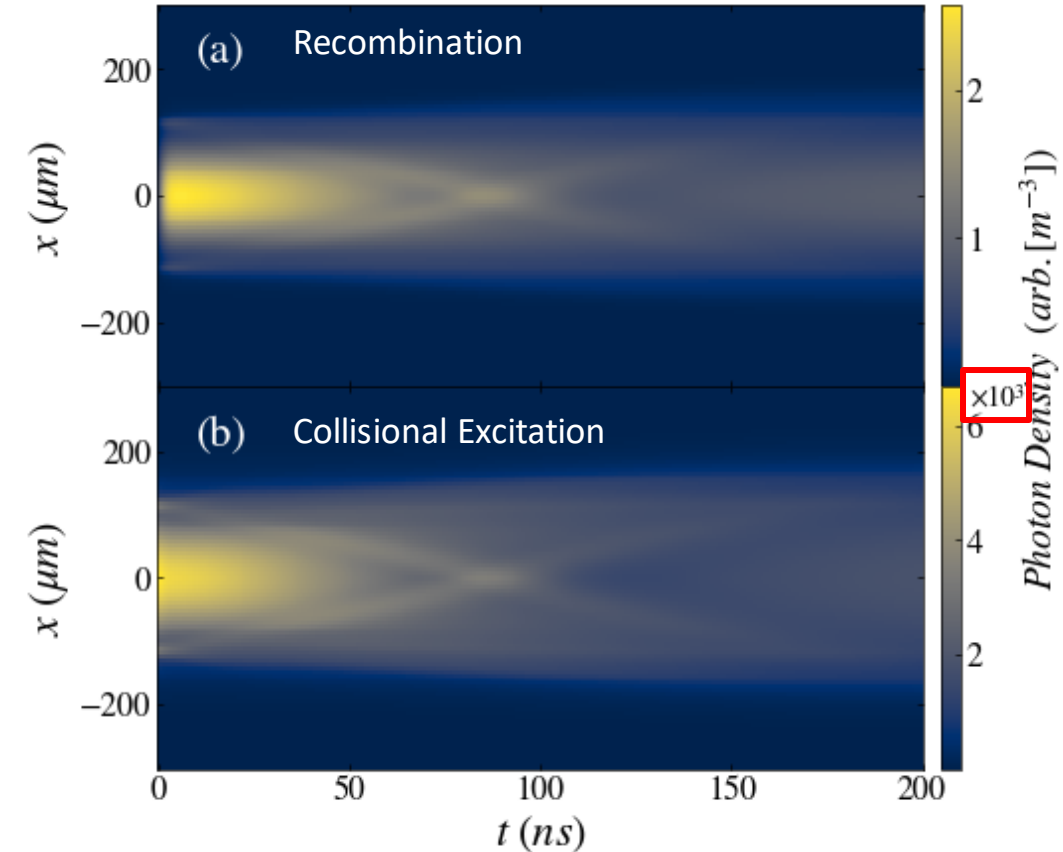 (a) Recombination
200
0
−200
x (μm)
2
1
(b) Collisional Excitation
200
0
−200
x (μm)
×10³
6
4
2
Photon Density (arb. [m⁻³])
0 50 100 150 200
t (ns)